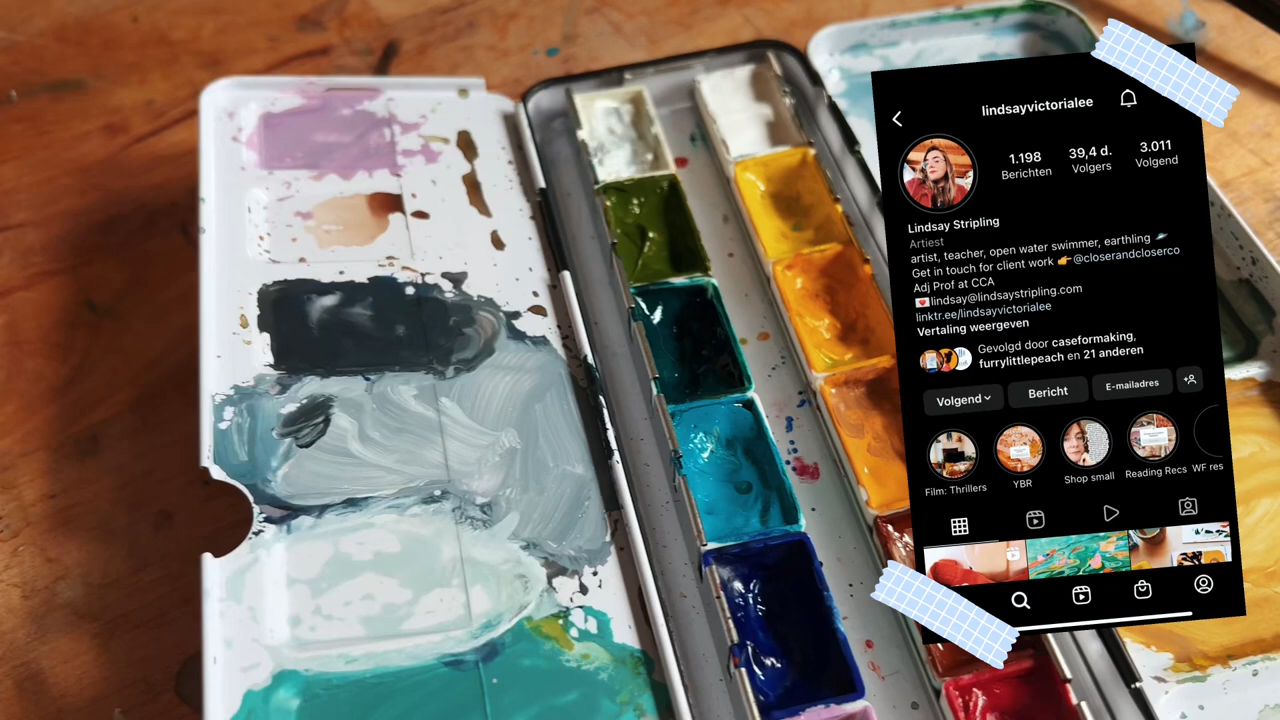 lindsayvictorialee
1.198 39,4 d. 3.011
Berichten Volgers Volgend
Lindsay Stripling
Artiest
artist, teacher, open water swimmer, earthling
Get in touch for client work 👉 @closerandcloserco
Adj Prof at CCA
💌 lindsay@lindsaystripling.com
linktr.ee/lindsayvictorialee
Vertaling weergeven
Gevolgd door caseformaking,
furrylittlepeach en 21 anderen
Volgend Bericht E-mailadres
Film: Thrillers YBR Shop small Reading Recs WF res